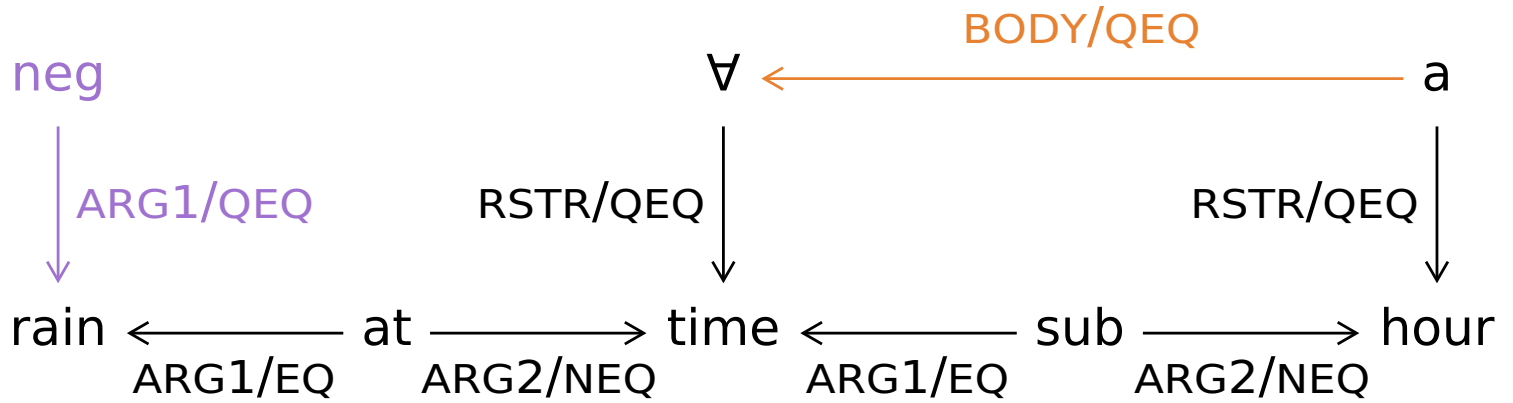 BODY/QEQ
neg ∀ a
ARG1/QEQ RSTR/QEQ RSTR/QEQ
rain at time sub hour
ARG1/EQ ARG2/NEQ ARG1/EQ ARG2/NEQ